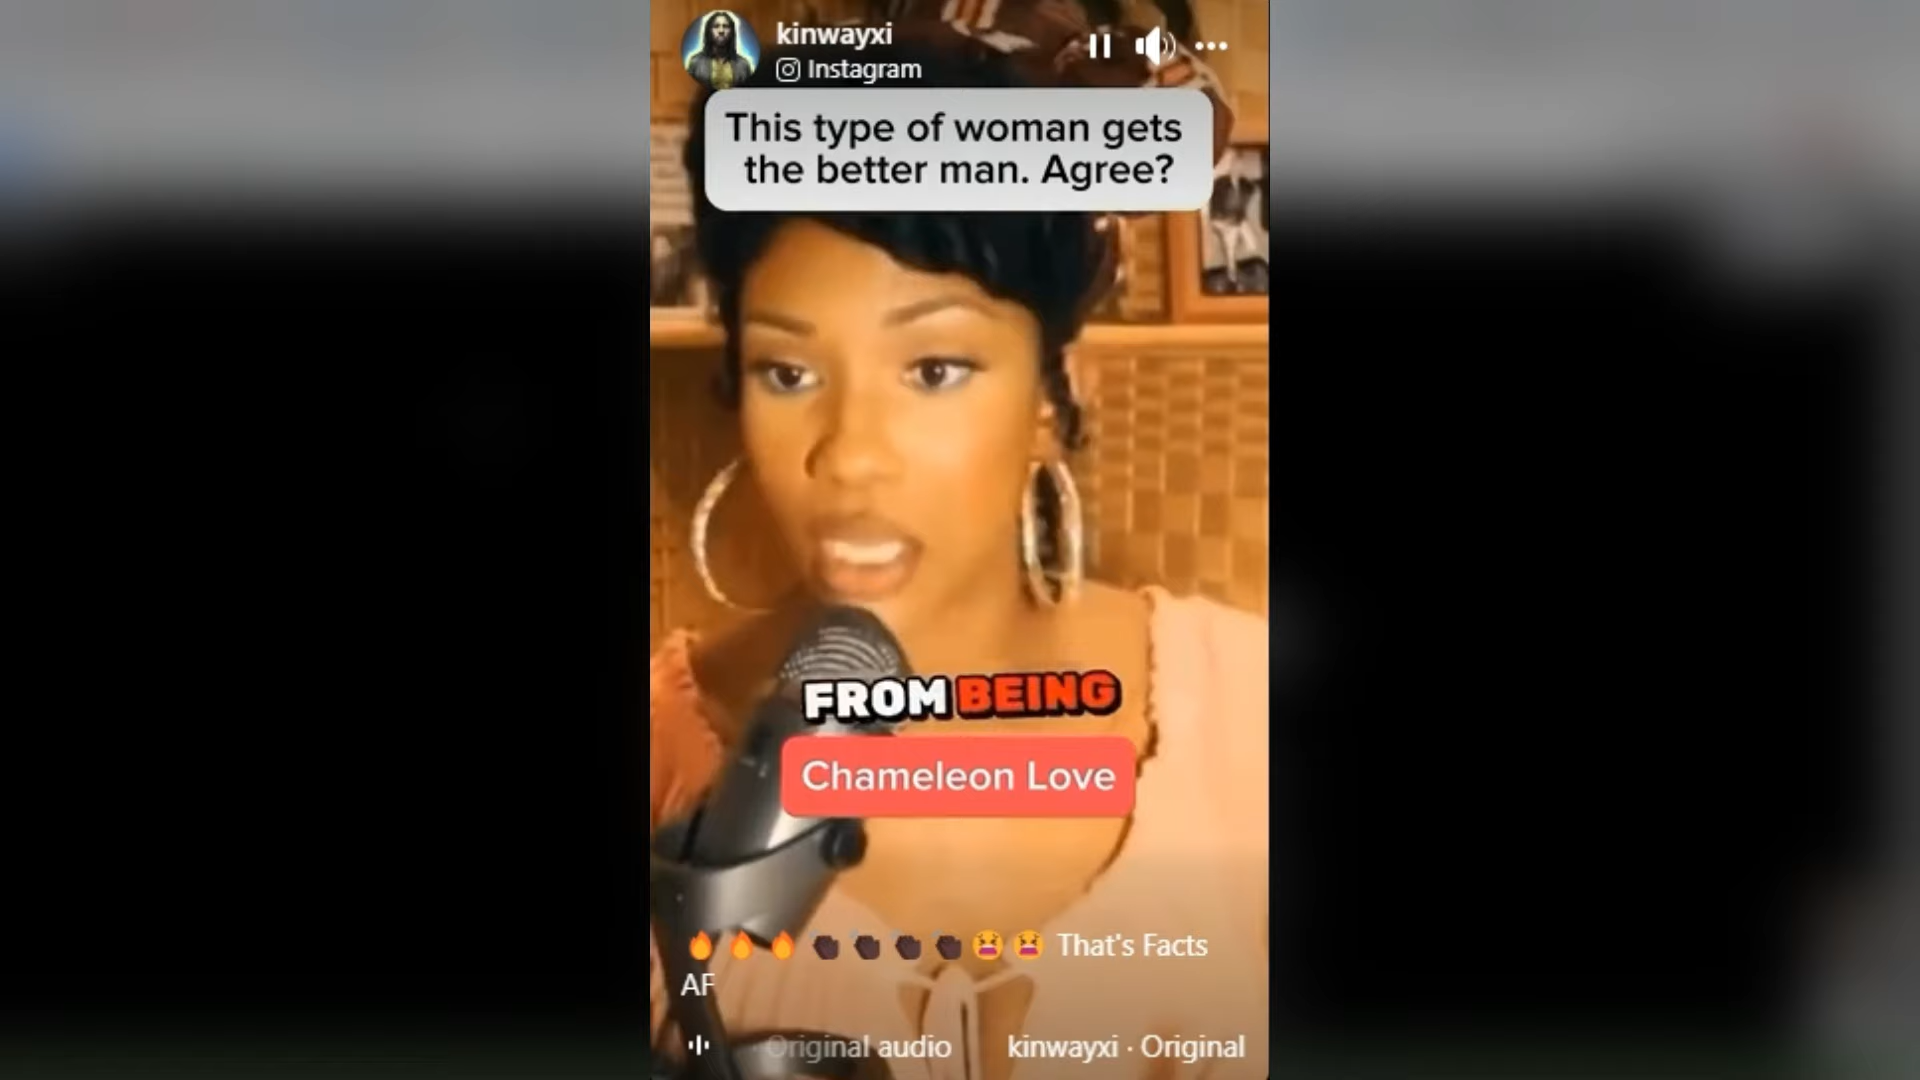 kinwayxi
Instagram
This type of woman gets
the better man. Agree?
FROM BEING
Chameleon Love
🔥🔥🔥👏🏿👏🏿👏🏿👏🏿😫😫 That's Facts
AF
Original audio kinwayxi · Original